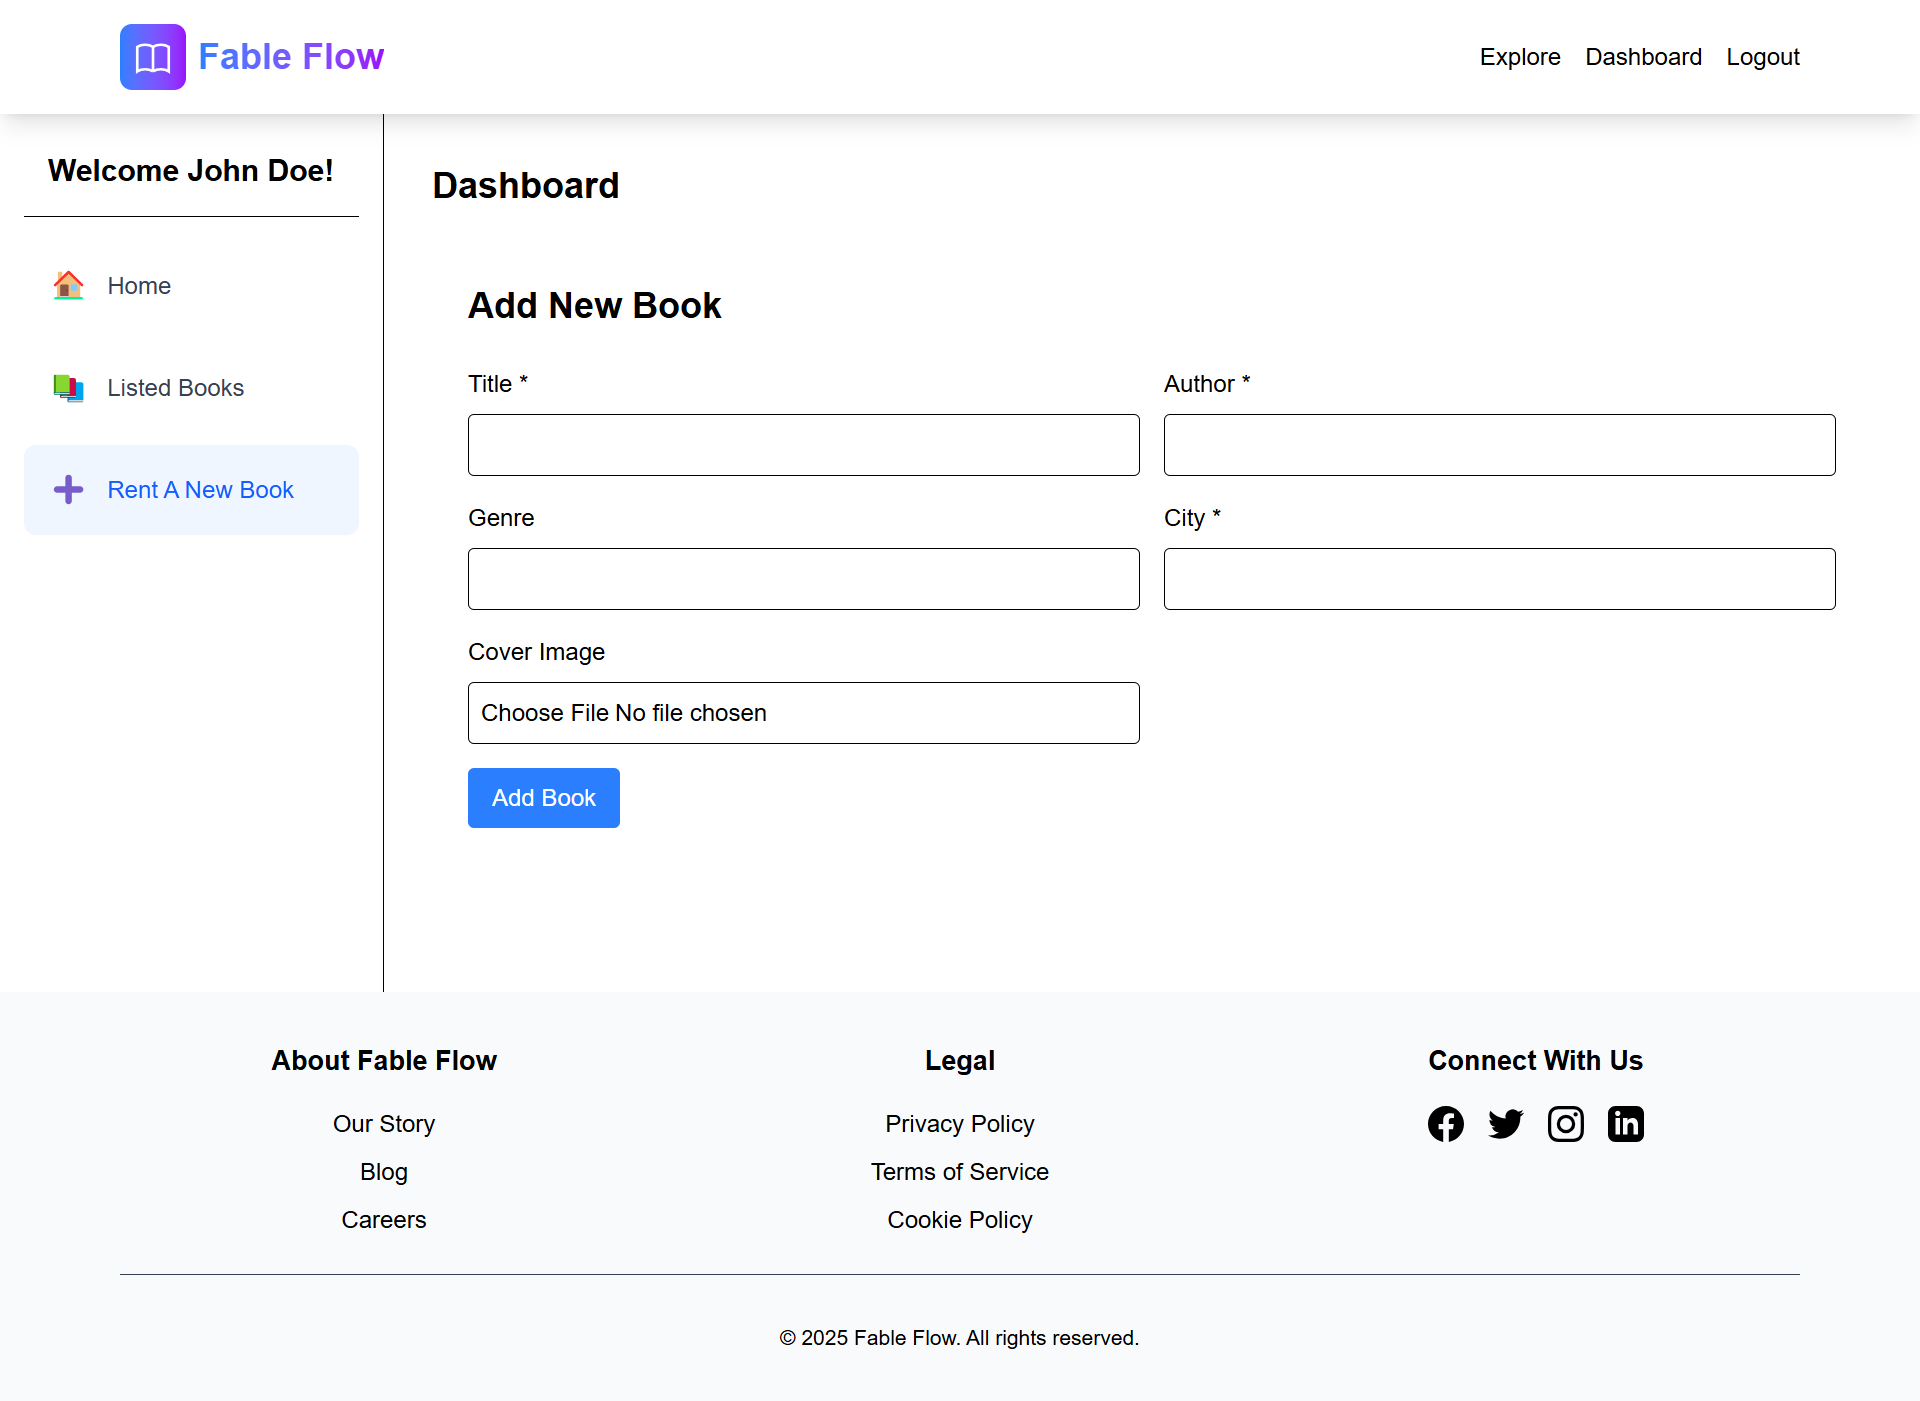 Fable Flow
Explore Dashboard Logout
Welcome John Doe!
Home
Listed Books
Rent A New Book
Dashboard
Add New Book
Title * Author *
Genre City *
Cover Image
Choose File No file chosen
Add Book
About Fable Flow
Our Story
Blog
Careers
Legal
Privacy Policy
Terms of Service
Cookie Policy
Connect With Us
© 2025 Fable Flow. All rights reserved.